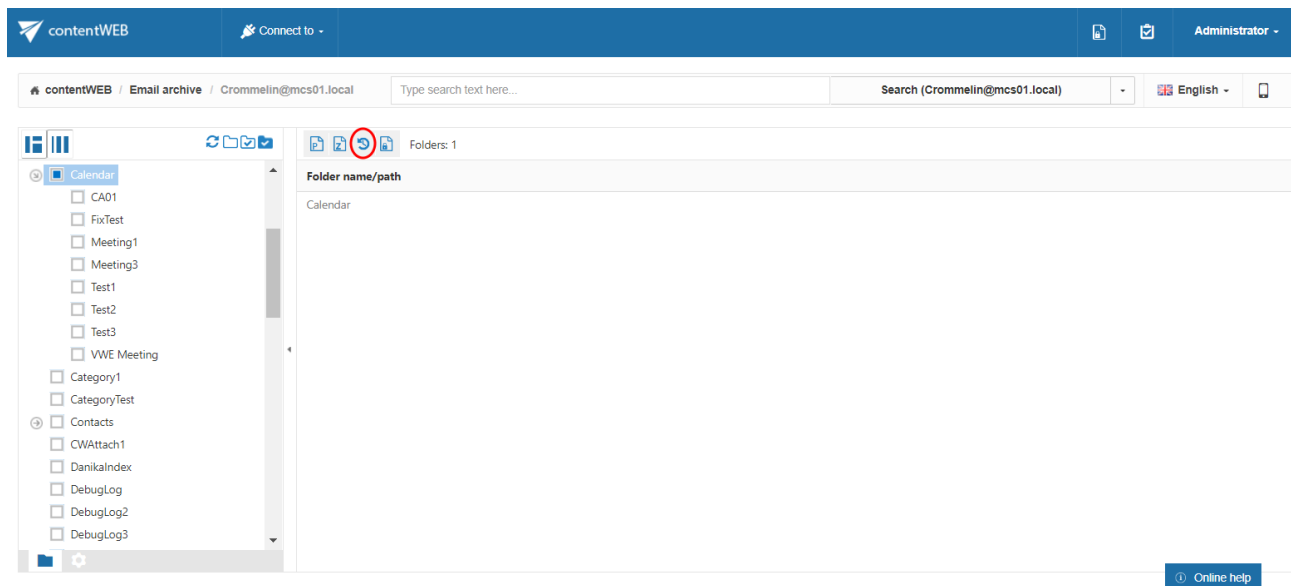 contentWEB Connect to Administrator
contentWEB / Email archive / Crommelin@mcs01.local Type search text here... Search (Crommelin@mcs01.local) English
P Z Folders: 1
Calendar
Folder name/path
CA01
Calendar
FixTest
Meeting1
Meeting3
Test1
Test2
Test3
VWE Meeting
Category1
CategoryTest
Contacts
CWAttach1
DanikaIndex
DebugLog
DebugLog2
DebugLog3
Online help